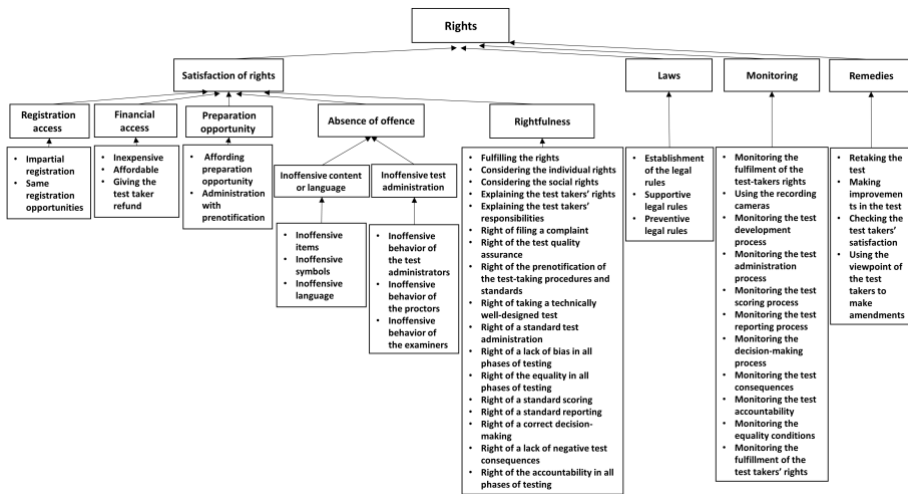 Rights
Satisfaction of rights
Laws
Monitoring
Remedies
Registration
access
Financial
access
Preparation
opportunity
Absence of offence
Rightfulness
• Impartial
registration
• Same
registration
opportunities
• Inexpensive
• Affordable
• Giving the
test taker
refund
• Affording
preparation
opportunity
• Administration
with
prenotification
Inoffensive content
or language
Inoffensive test
administration
• Inoffensive
items
• Inoffensive
symbols
• Inoffensive
language
• Inoffensive
behavior of
the test
administrators
• Inoffensive
behavior of
the proctors
• Inoffensive
behavior of
the examiners
• Fulfilling the rights
• Considering the individual rights
• Considering the social rights
• Explaining the test takers' rights
• Explaining the test takers'
responsibilities
• Right of filing a complaint
• Right of the test quality
assurance
• Right of the prenotification of
the test-taking procedures and
standards
• Right of taking a technically
well-designed test
• Right of a standard test
administration
• Right of a lack of bias in all
phases of testing
• Right of the equality in all
phases of testing
• Right of a standard scoring
• Right of a standard reporting
• Right of a correct decision-
making
• Right of a lack of negative test
consequences
• Right of the accountability in all
phases of testing
• Establishment of
the legal
rules
• Supportive
legal rules
• Preventive
legal rules
• Monitoring the
fulfilment of the
test-takers rights
• Using the recording
cameras
• Monitoring the test
development
process
• Monitoring the test
administration
process
• Monitoring the test
scoring process
• Monitoring the test
reporting process
• Monitoring the
decision-making
process
• Monitoring the test
consequences
• Monitoring the test
accountability
• Monitoring the
equality conditions
• Monitoring the
fulfillment of the
test takers' rights
• Retaking the
test
• Making
improvemen
ts in the test
• Checking the
test takers'
satisfaction
• Using the
viewpoint of
the test
takers to
make
amendments